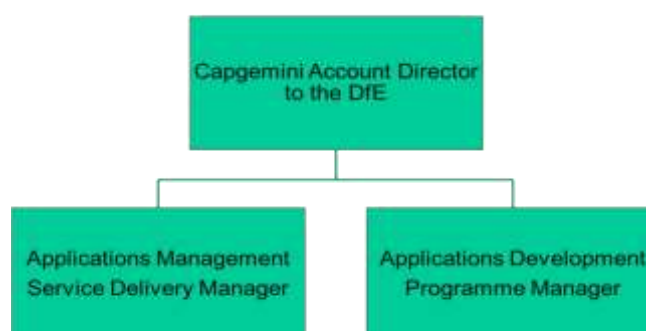 Capgemini Account Director
to the DfE
Applications Management
Service Delivery Manager
Applications Development
Programme Manager